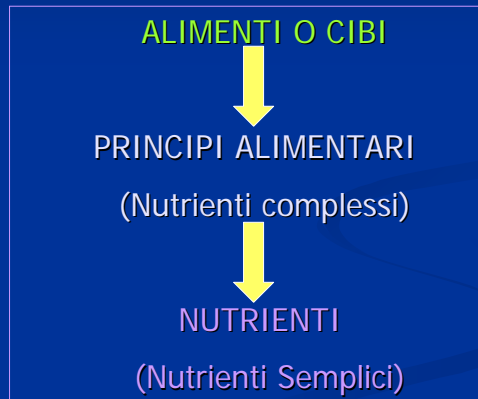 ALIMENTI O CIBI
PRINCIPI ALIMENTARI
(Nutrienti complessi)
NUTRIENTI
(Nutrienti Semplici)